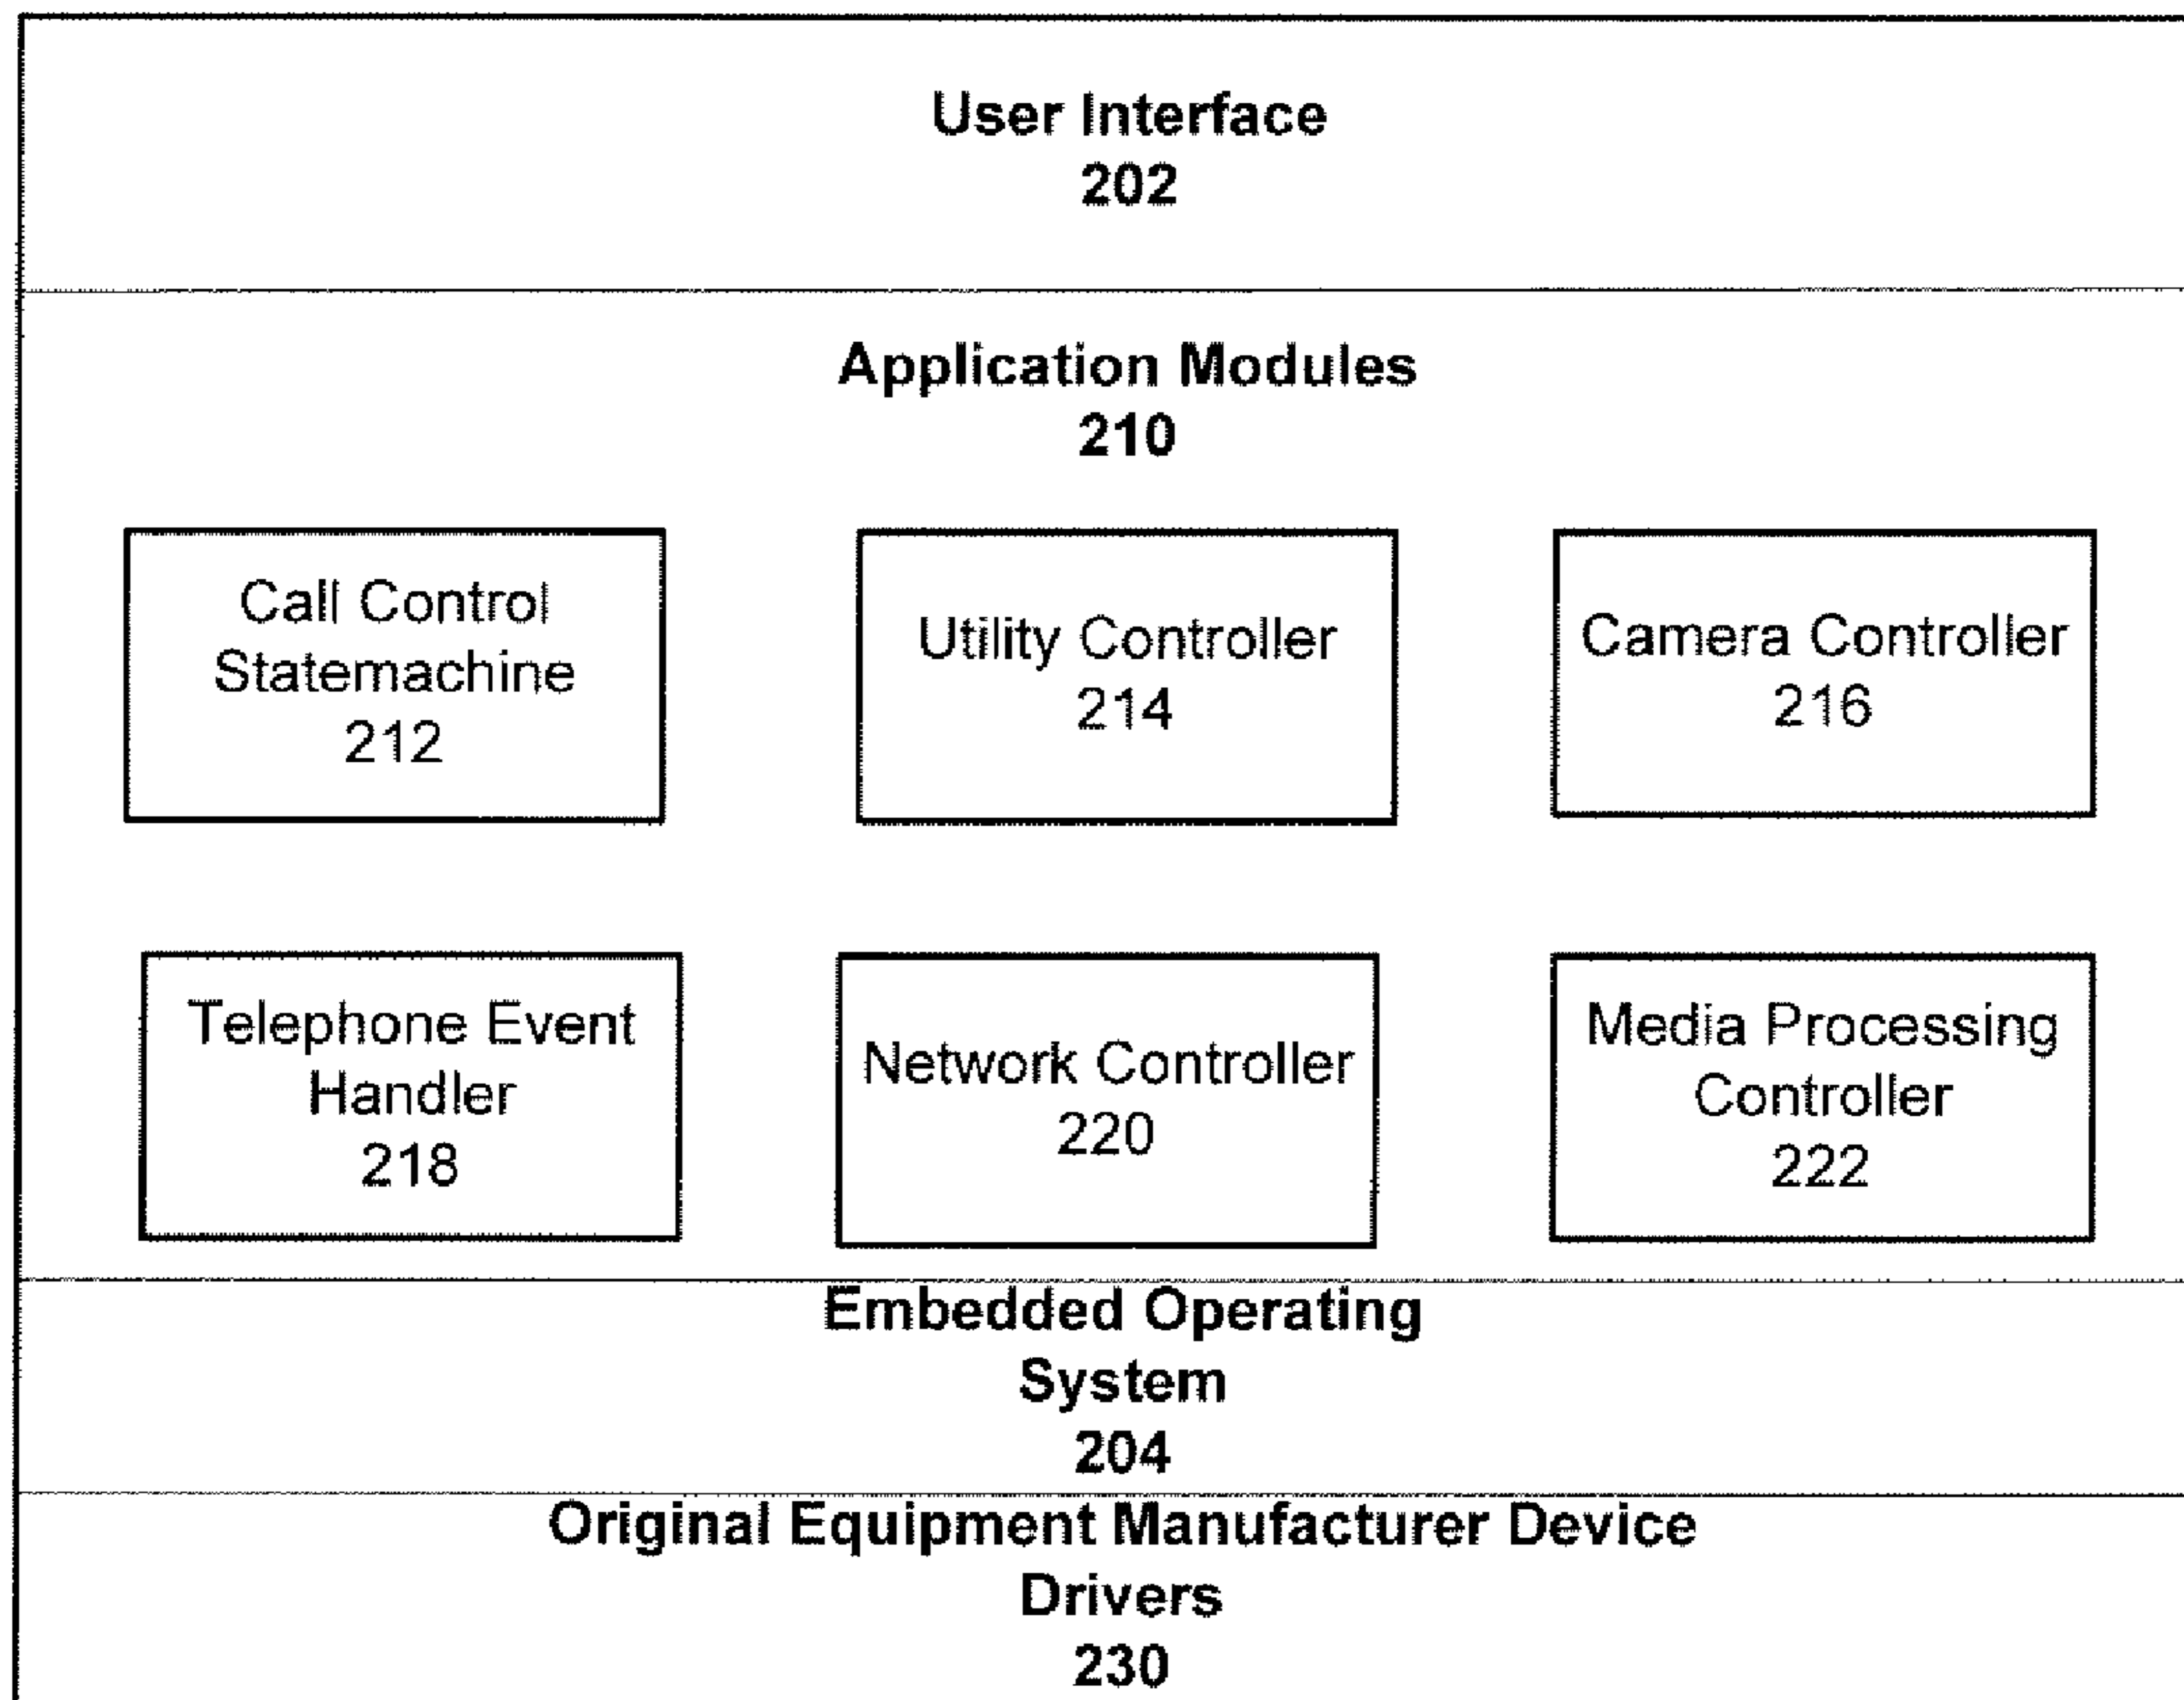 User Interface
202
Application Modules
210
Call Control
Statemachine
212
Utility Controller
214
Camera Controller
216
Telephone Event
Handler
218
Network Controller
220
Media Processing
Controller
222
Embedded Operating
System
204
Original Equipment Manufacturer Device
Drivers
230